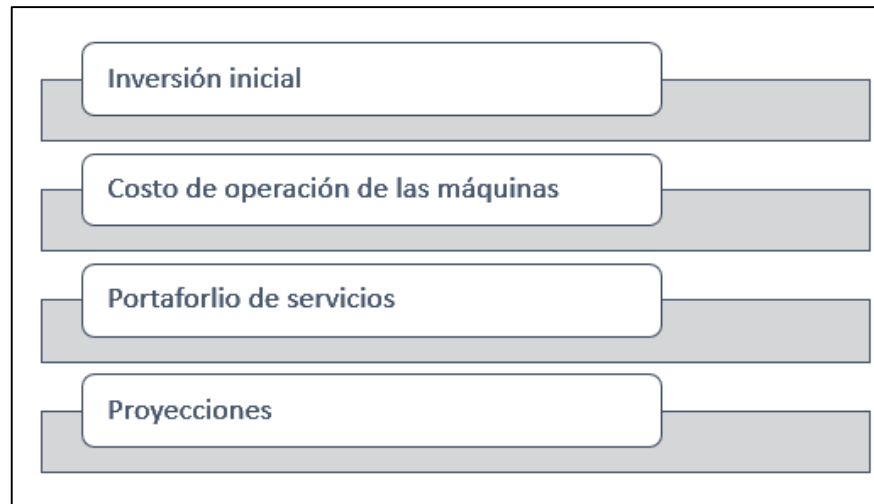 Inversión inicial
Costo de operación de las máquinas
Portaforlio de servicios
Proyecciones